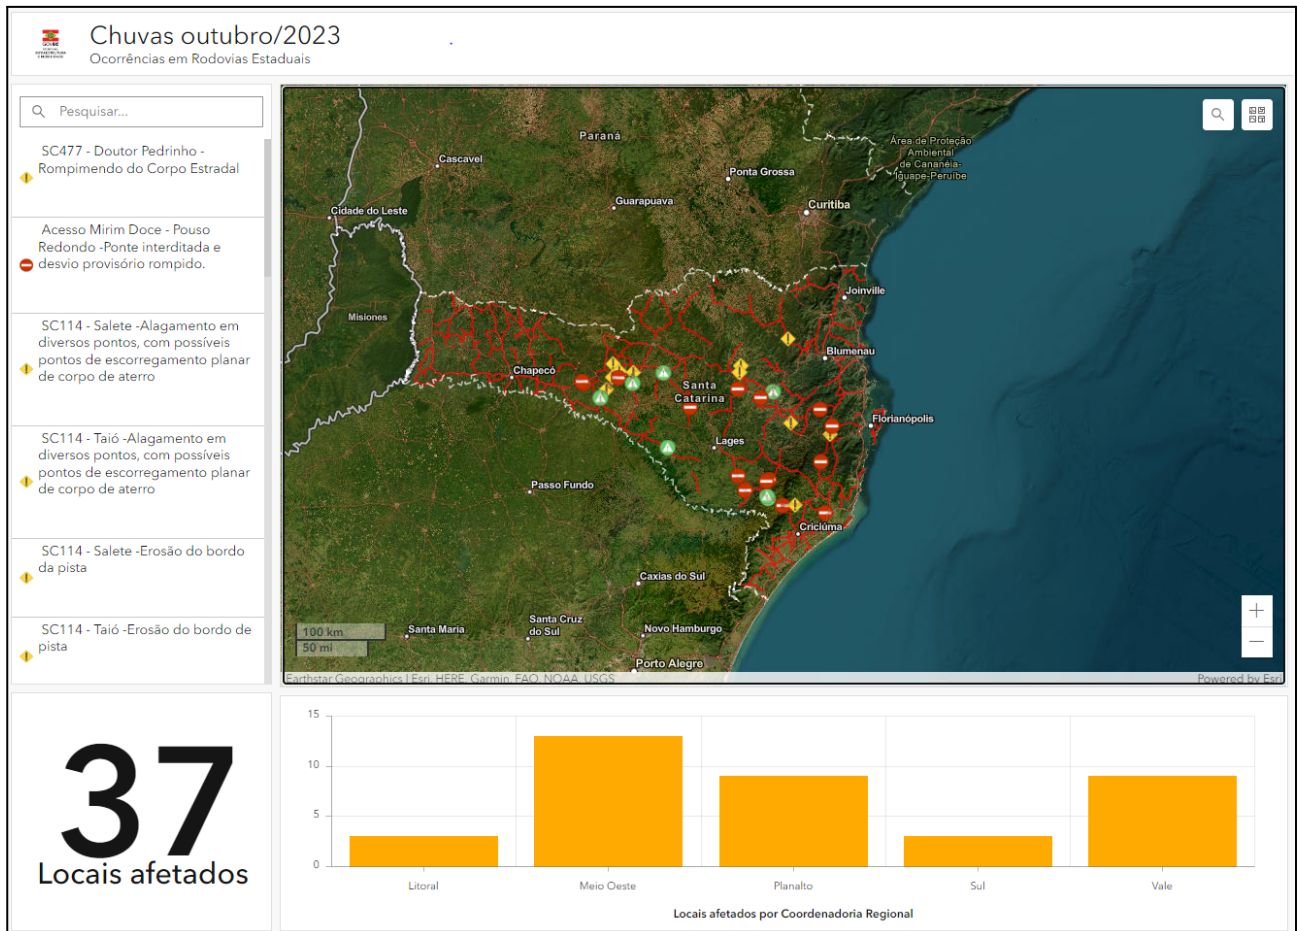 Chuvas outubro/2023
Ocorrências em Rodovias Estaduais
Pesquisar...
SC477 - Doutor Pedrinho -
Rompimendo do Corpo Estradal
Acesso Mirim Doce - Pouso
Redondo -Ponte interditada e
desvio provisório rompido.
SC114 - Salete -Alagamento em
diversos pontos, com possíveis
pontos de escorregamento planar
de corpo de aterro
SC114 - Taió -Alagamento em
diversos pontos, com possíveis
pontos de escorregamento planar
de corpo de aterro
SC114 - Salete -Erosão do bordo
da pista
SC114 - Taió -Erosão do bordo de
pista
Paraná
Área de Proteção
Ambiental
de Cananéia-
Iguape-Peruíbe
Cascavel
Ponta Grossa
Guarapuava
Curitiba
Cidade do Leste
Joinville
Misiones
Blumenau
Chapecó
Santa
Catarina
Florianópolis
Lages
Passo Fundo
Criciúma
Caxias do Sul
Santa Cruz
do Sul
Santa Maria
Novo Hamburgo
100 km
50 mi
Porto Alegre
Earthstar Geographics | Esri, HERE, Garmin, FAO, NOAA, USGS
Powered by Esri
37
Locais afetados
15
10
5
0
Litoral
Meio Oeste
Planalto
Sul
Vale
Locais afetados por Coordenadoria Regional